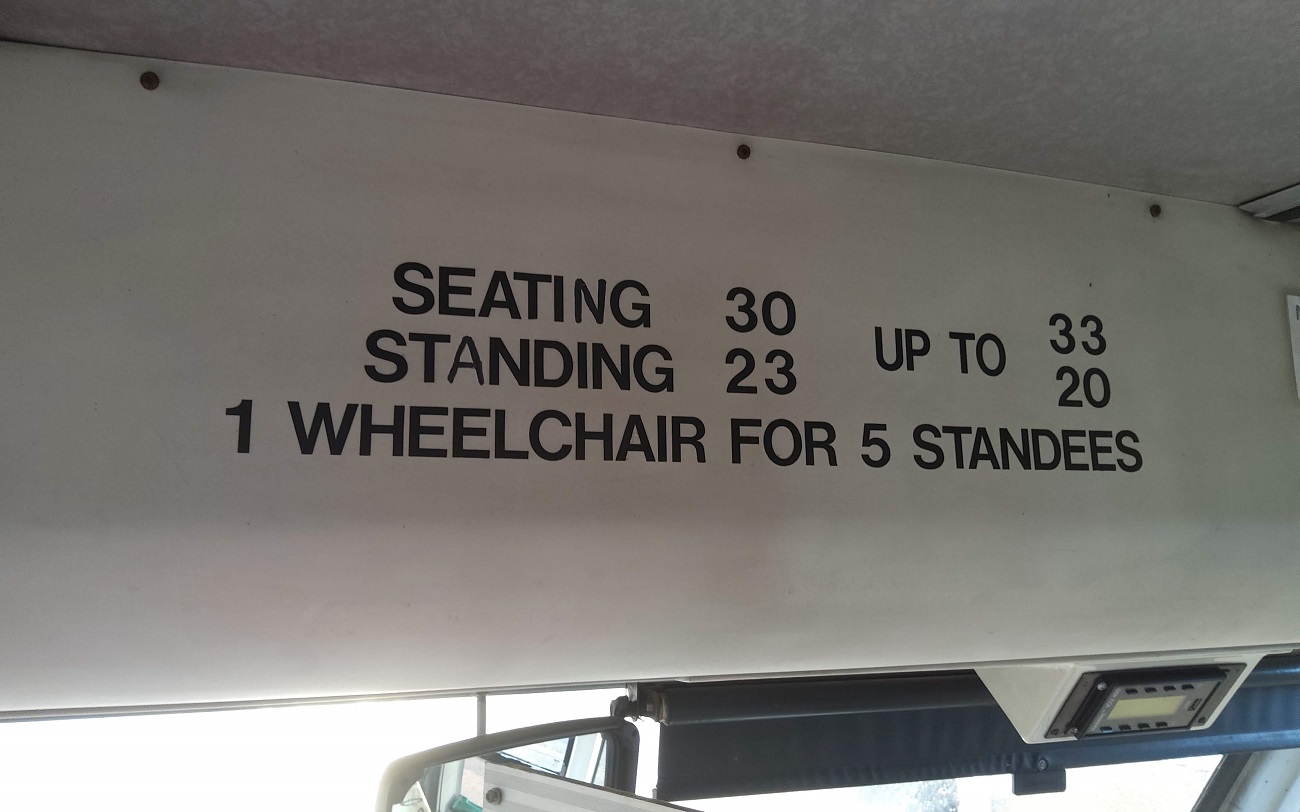 SEATING 30 UP TO 33
STANDING 23 20
1 WHEELCHAIR FOR 5 STANDEES